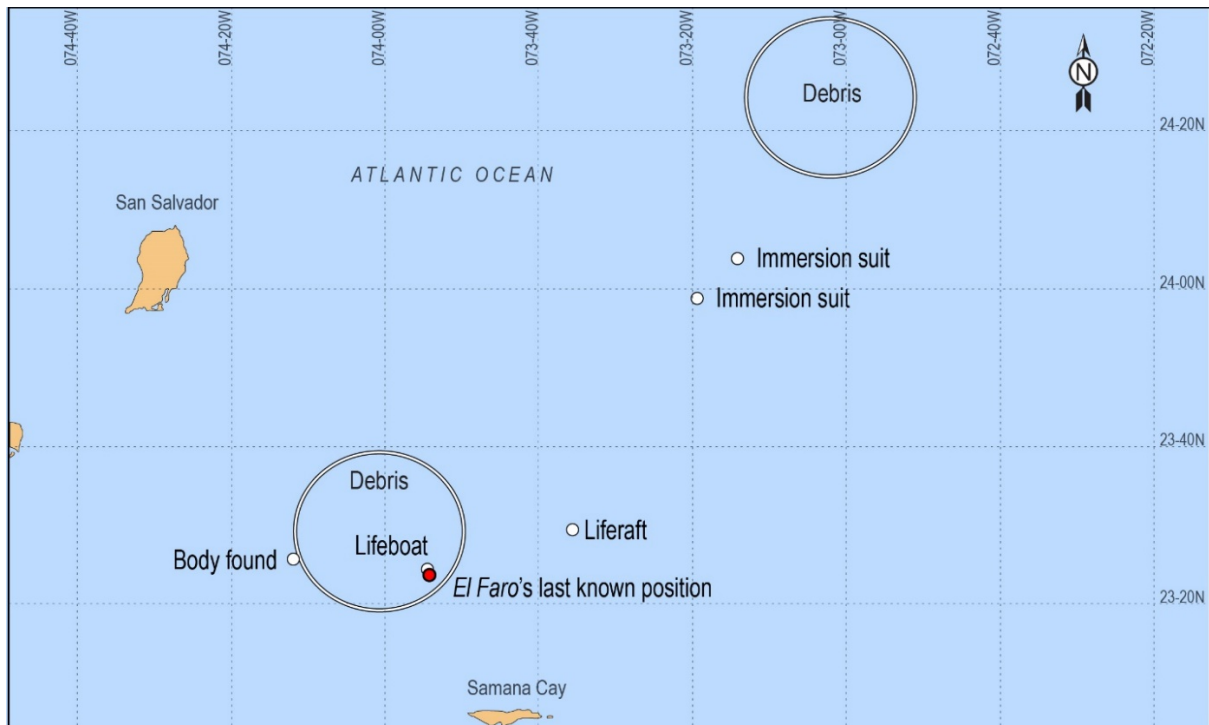 074-40W
074-20W
074-00W
073-40W
073-20W
073-00W
072-40W
072-20W
N
Debris
24-20N
ATLANTIC OCEAN
San Salvador
Immersion suit
24-00N
Immersion suit
23-40N
Debris
Liferaft
Lifeboat
Body found
El Faro's last known position
23-20N
Samana Cay